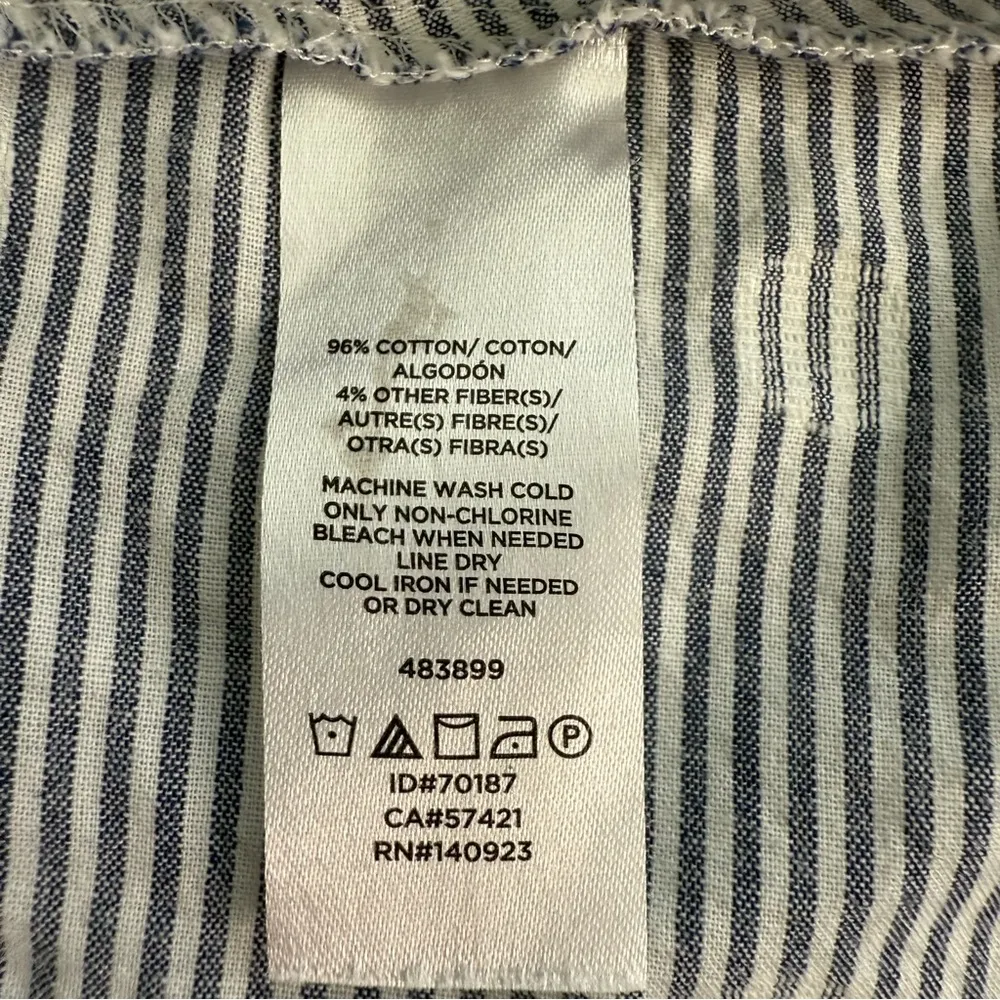 96% COTTON/ COTON/
ALGODÓN
4% OTHER FIBER(S)/
AUTRE(S) FIBRE(S)/
OTRA(S) FIBRA(S)
MACHINE WASH COLD
ONLY NON-CHLORINE
BLEACH WHEN NEEDED
LINE DRY
COOL IRON IF NEEDED
OR DRY CLEAN
483899
P
ID#70187
CA#57421
RN#140923